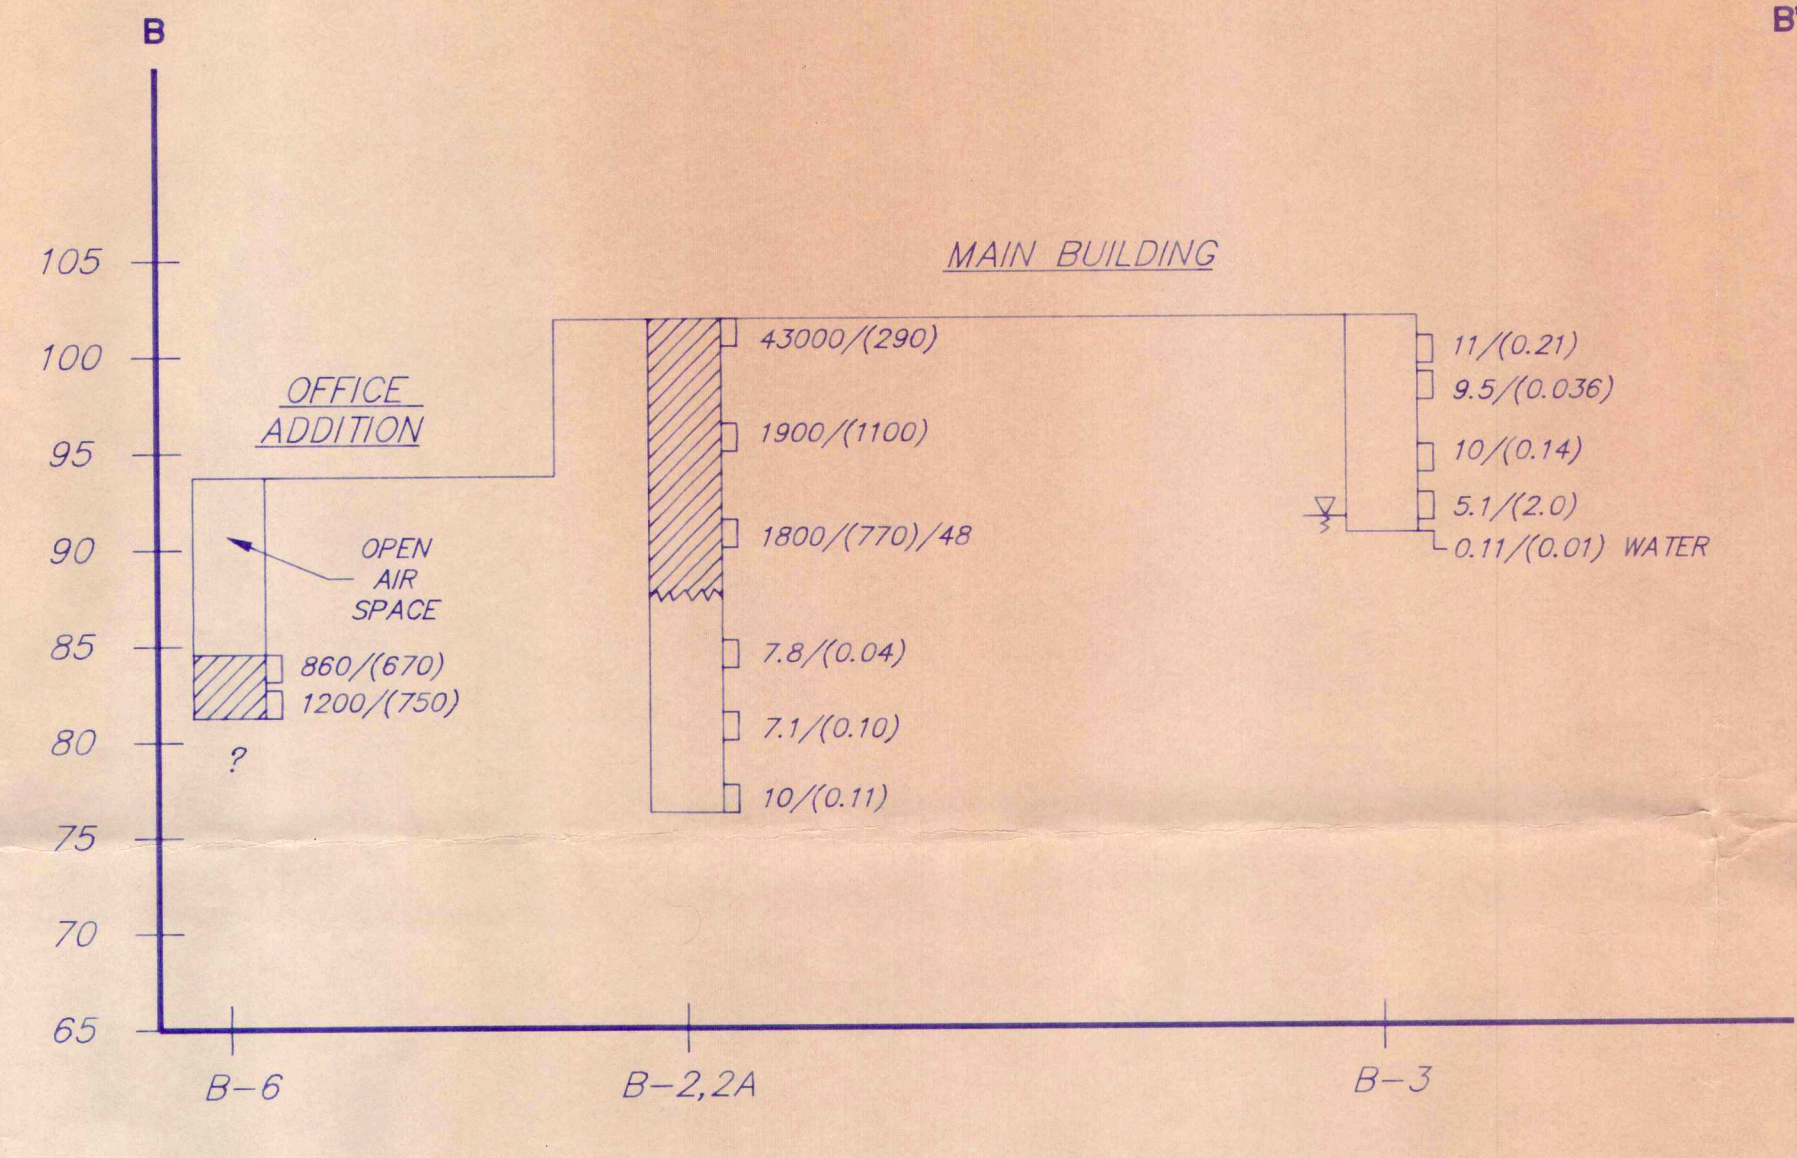 B
B'
105
100
95
90
85
80
75
70
65
MAIN BUILDING
OFFICE
ADDITION
OPEN
AIR
SPACE
860/(670)
1200/(750)
?
43000/(290)
1900/(1100)
1800/(770)/48
7.8/(0.04)
7.1/(0.10)
10/(0.11)
11/(0.21)
9.5/(0.036)
10/(0.14)
5.1/(2.0)
0.11/(0.01) WATER
B-6
B-2,2A
B-3